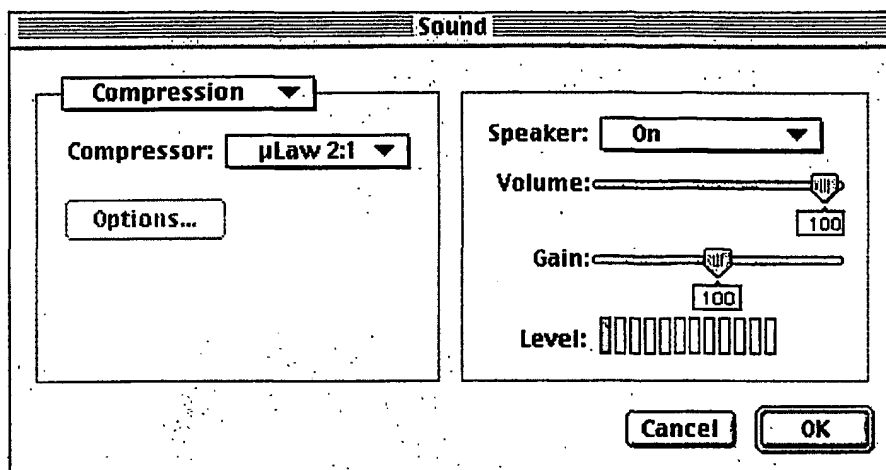 Sound
Compression
Compressor: µLaw 2:1
Options...
Speaker: On
Volume:
100
Gain:
100
Level:
Cancel OK